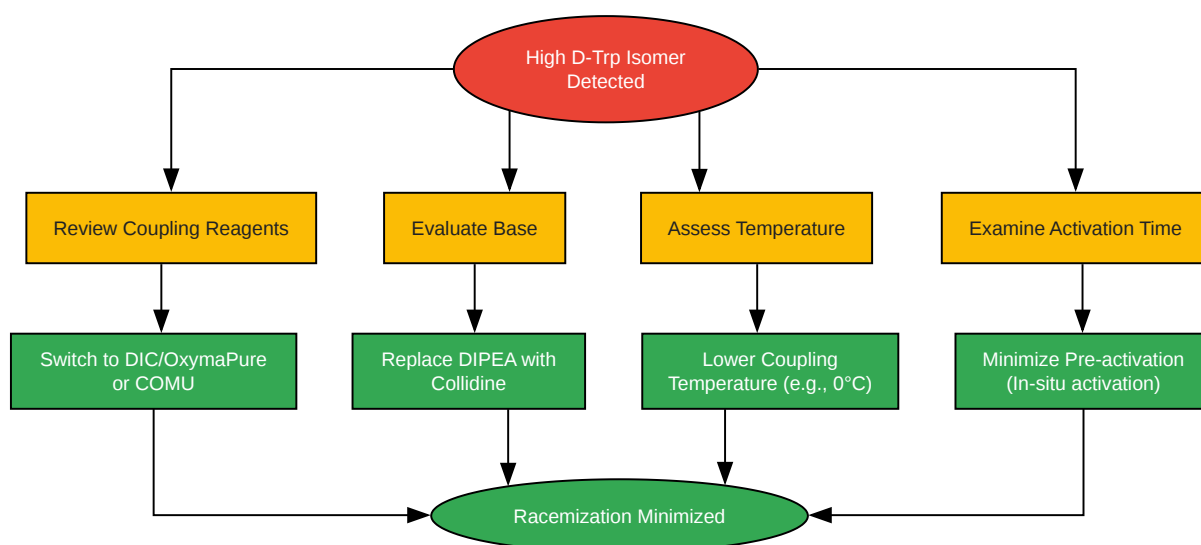 High D-Trp Isomer
Detected
Review Coupling Reagents
Evaluate Base
Assess Temperature
Examine Activation Time
Switch to DIC/OxymaPure
or COMU
Replace DIPEA with
Collidine
Lower Coupling
Temperature (e.g., 0°C)
Minimize Pre-activation
(In-situ activation)
Racemization Minimized